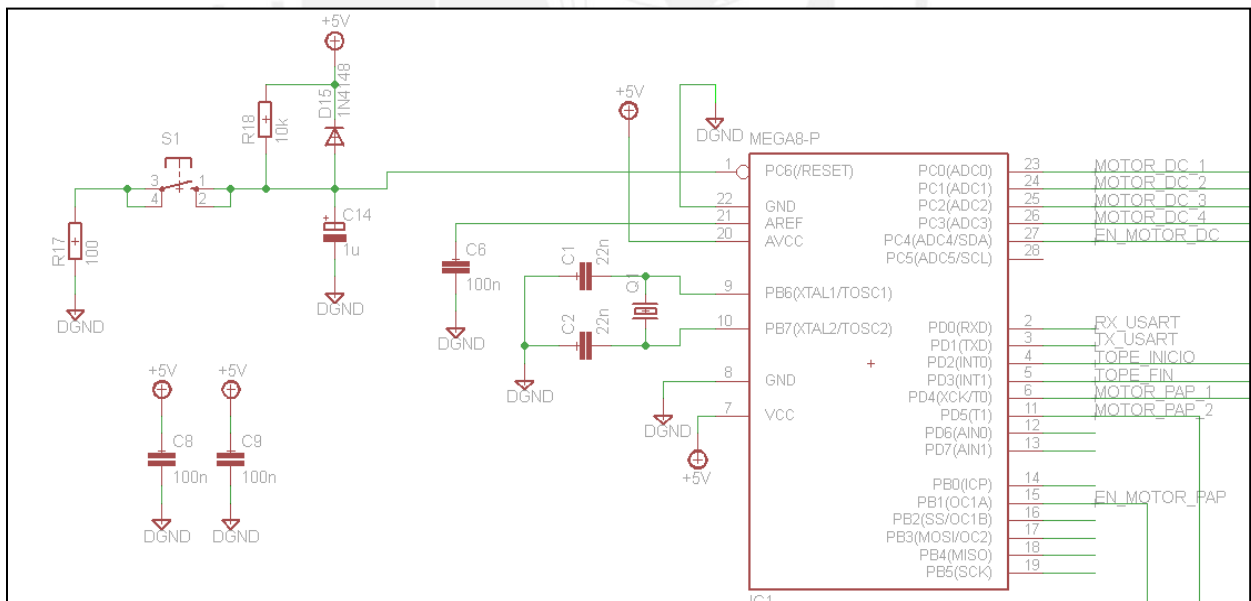 +5V
D15
1N4148
R18
10k
S1
3
1
4
2
R17
100
DGND
C14
1u
DGND
+5V
C8
100n
DGND
+5V
C9
100n
DGND
+5V
DGND
MEGA8-P
C6
100n
DGND
C1
22n
C2
22n
Q1
DGND
DGND
+5V
1 PC6(/RESET)
22 GND
21 AREF
20 AVCC
9 PB6(XTAL1/TOSC1)
10 PB7(XTAL2/TOSC2)
8 GND
7 VCC
PC0(ADC0) 23 MOTOR_DC_1
PC1(ADC1) 24 MOTOR_DC_2
PC2(ADC2) 25 MOTOR_DC_3
PC3(ADC3) 26 MOTOR_DC_4
PC4(ADC4/SDA) 27 EN_MOTOR_DC
PC5(ADC5/SCL) 28
PD0(RXD) 2 RX_USART
PD1(TXD) 3 TX_USART
PD2(INT0) 4 TOPE_INICIO
PD3(INT1) 5 TOPE_FIN
PD4(XCK/T0) 6 MOTOR_PAP_1
PD5(T1) 11 MOTOR_PAP_2
PD6(AIN0) 12
PD7(AIN1) 13
PB0(ICP) 14
PB1(OC1A) 15 EN_MOTOR_PAP
PB2(SS/OC1B) 16
PB3(MOSI/OC2) 17
PB4(MISO) 18
PB5(SCK) 19
IC1